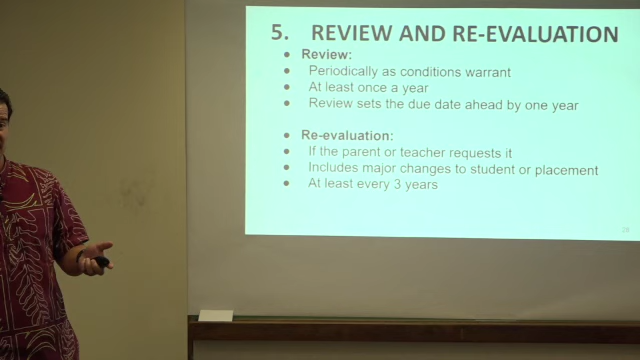 5. REVIEW AND RE-EVALUATION
● Review:
● Periodically as conditions warrant
● At least once a year
● Review sets the due date ahead by one year
● Re-evaluation:
● If the parent or teacher requests it
● Includes major changes to student or placement
● At least every 3 years